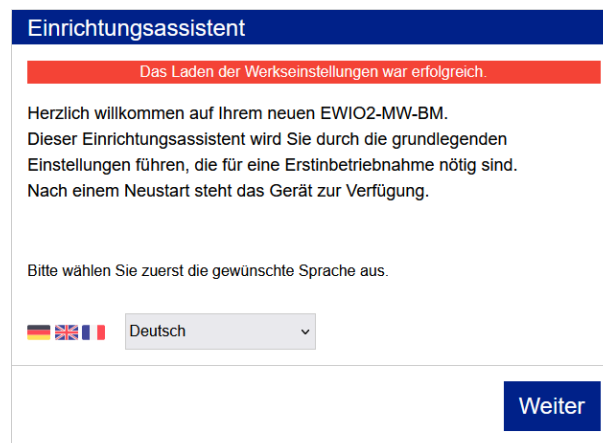 Einrichtungsassistent
Das Laden der Werkseinstellungen war erfolgreich.
Herzlich willkommen auf Ihrem neuen EWIO2-MW-BM.
Dieser Einrichtungsassistent wird Sie durch die grundlegenden
Einstellungen führen, die für eine Erstinbetriebnahme nötig sind.
Nach einem Neustart steht das Gerät zur Verfügung.
Bitte wählen Sie zuerst die gewünschte Sprache aus.
Deutsch
Weiter